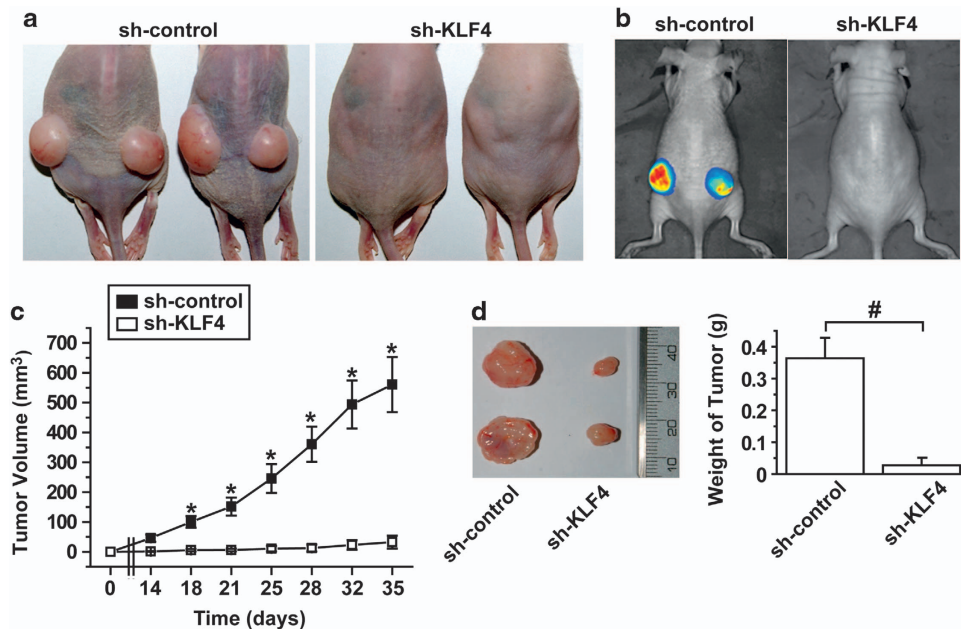 a
sh-control
sh-KLF4
b
sh-control
sh-KLF4
c
sh-control
sh-KLF4
Tumor Volume (mm³)
700
600
500
400
300
200
100
0
* * * * * *
0 14 18 21 25 28 32 35
Time (days)
d
40
30
20
10
sh-control
sh-KLF4
Weight of Tumor (g)
#
0.4
0.3
0.2
0.1
0
sh-control
sh-KLF4